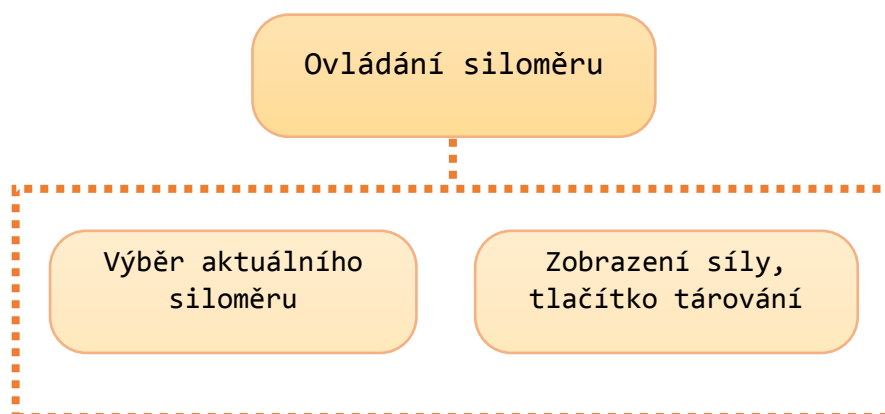 Ovládání siloměru
Výběr aktuálního
siloměru
Zobrazení síly,
tlačítko tárování